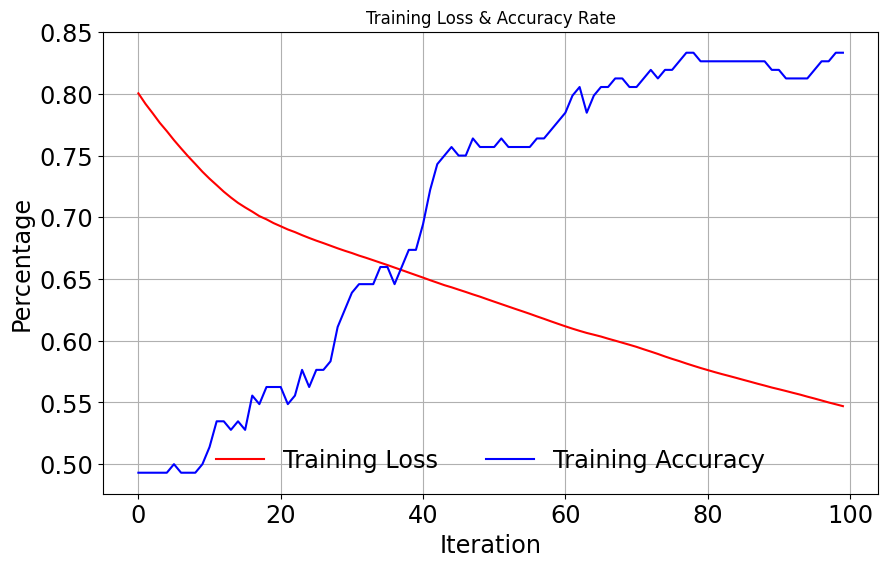 Training Loss & Accuracy Rate
0.85
0.80
0.75
0.70
0.65
0.60
0.55
0.50
Percentage
Training Loss
Training Accuracy
0 20 40 60 80 100
Iteration